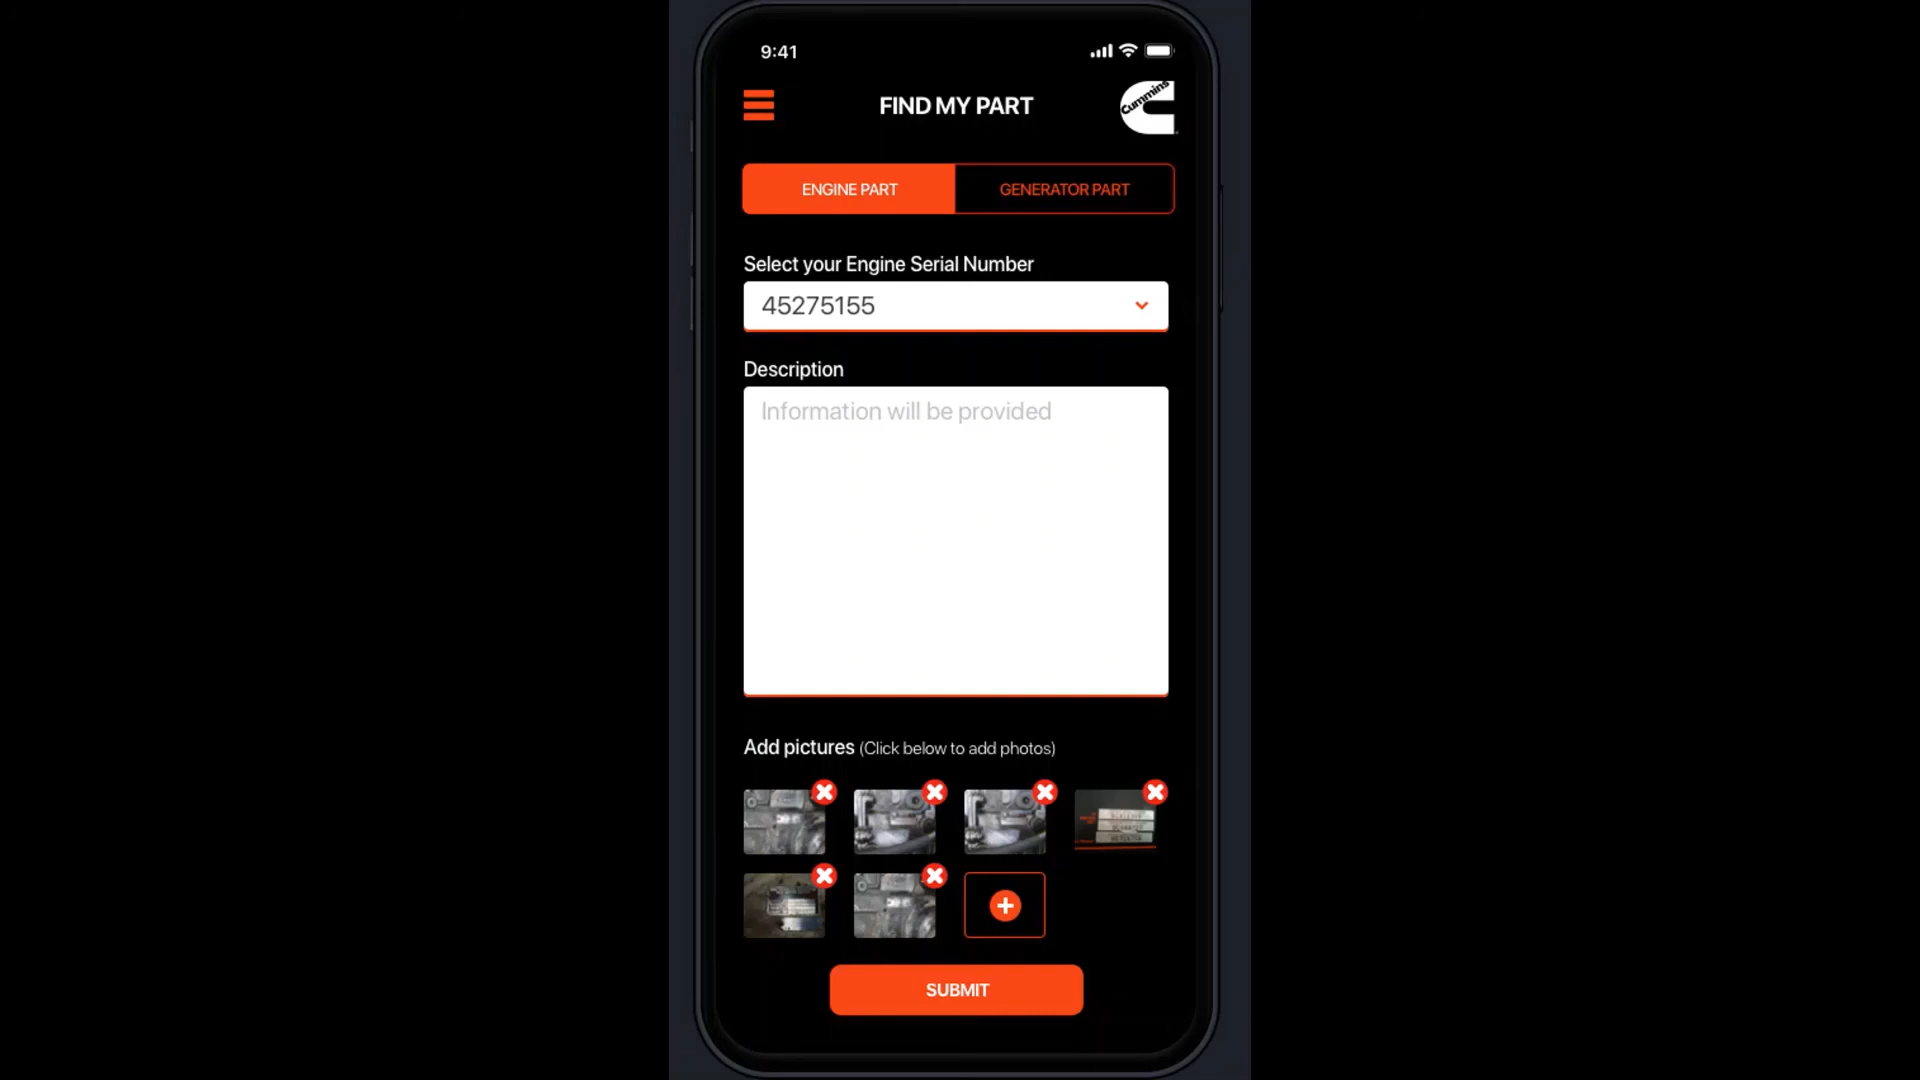 9:41
FIND MY PART
Cummins
ENGINE PART
GENERATOR PART
Select your Engine Serial Number
45275155
Description
Information will be provided
Add pictures (Click below to add photos)
SUBMIT